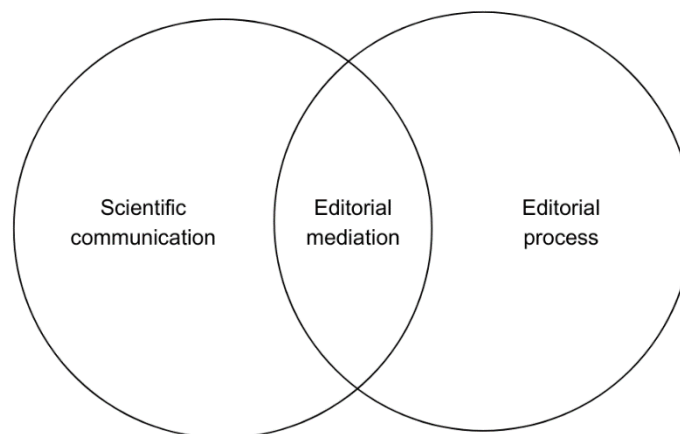 Scientific
communication
Editorial
mediation
Editorial
process